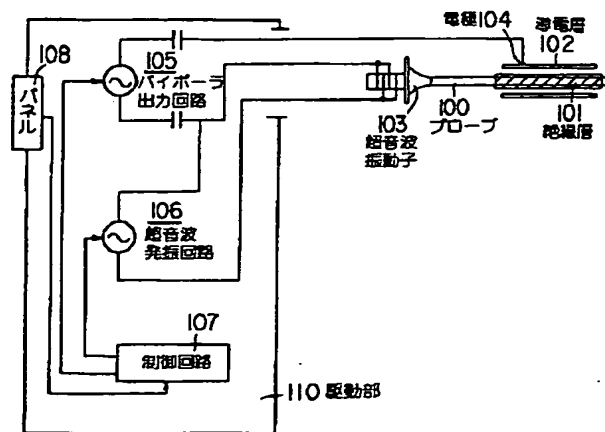 電極104
導電層
102
108
パネル
105
バイポーラ
出力回路
103
超音波
振動子
100
プローブ
101
絶縁層
106
超音波
発振回路
107
制御回路
110 駆動部